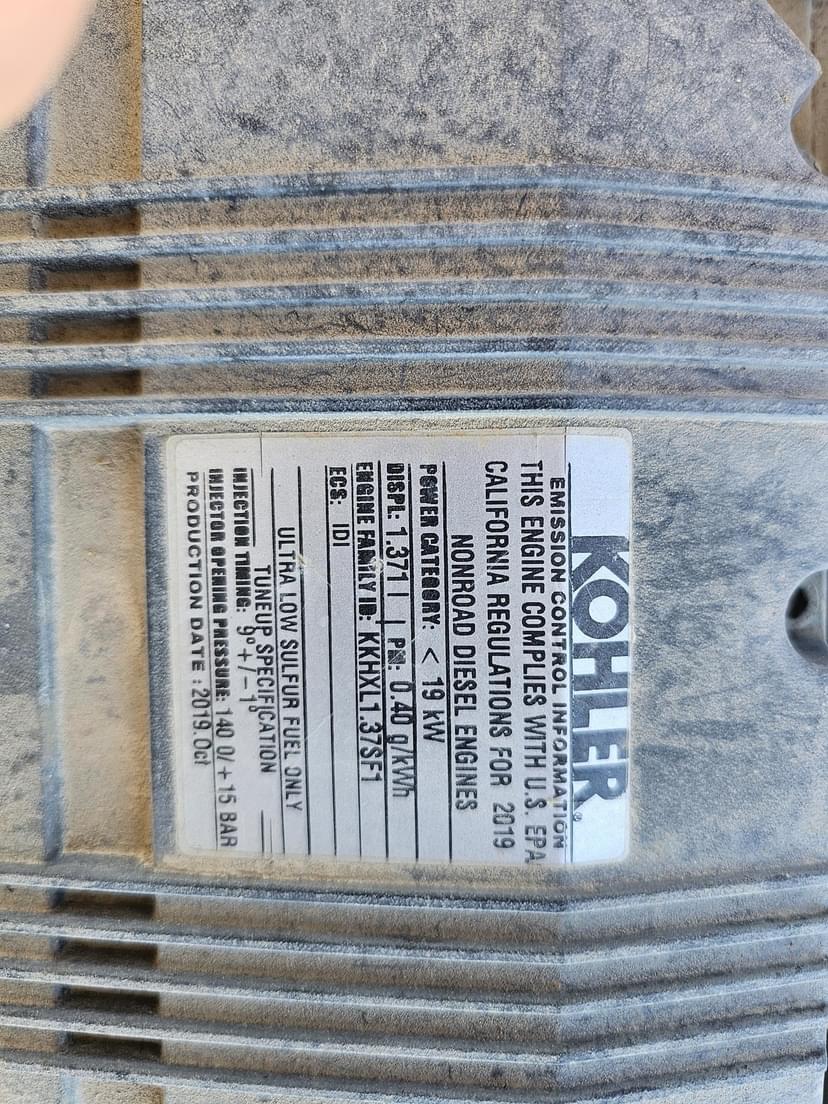 KOHLER®
EMISSION CONTROL INFORMATION
THIS ENGINE COMPLIES WITH U.S. EPA
CALIFORNIA REGULATIONS FOR 2019
NONROAD DIESEL ENGINES
POWER CATEGORY: < 19 kW
DISPL: 1.371 l PM: 0.40 g/kWh
ENGINE FAMILY ID: KKHXL1.37SF1
ECS: IDI
ULTRA LOW SULFUR FUEL ONLY
TUNEUP SPECIFICATION
INJECTION TIMING: 9º +/-1º
INJECTOR OPENING PRESSURE: 140 0/+15 BAR
PRODUCTION DATE : 2019.Oct